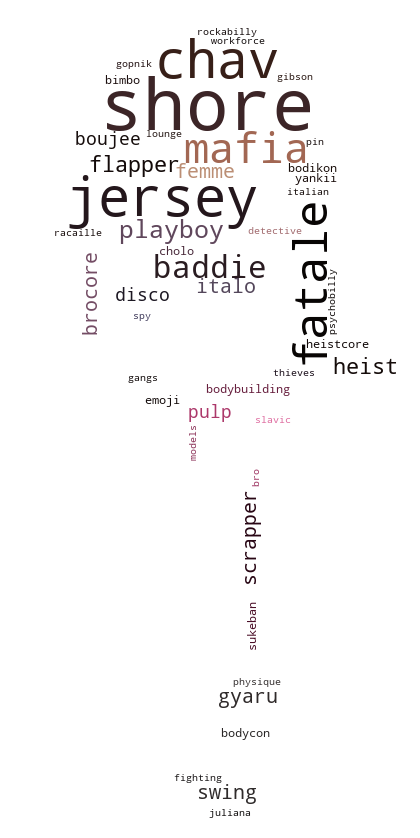 rockabilly
workforce
chav
gopnik
gibson
bimbo
shore
lounge
boujee
mafia
pin
flapper
femme
bodikon
yankii
jersey
italian
fatale
playboy
detective
racaille
cholo
baddie
brocore
italo
psychobilly
disco
spy
heistcore
heist
thieves
gangs
bodybuilding
emoji
pulp
slavic
models
bro
scrapper
sukeban
physique
gyaru
bodycon
fighting
swing
juliana